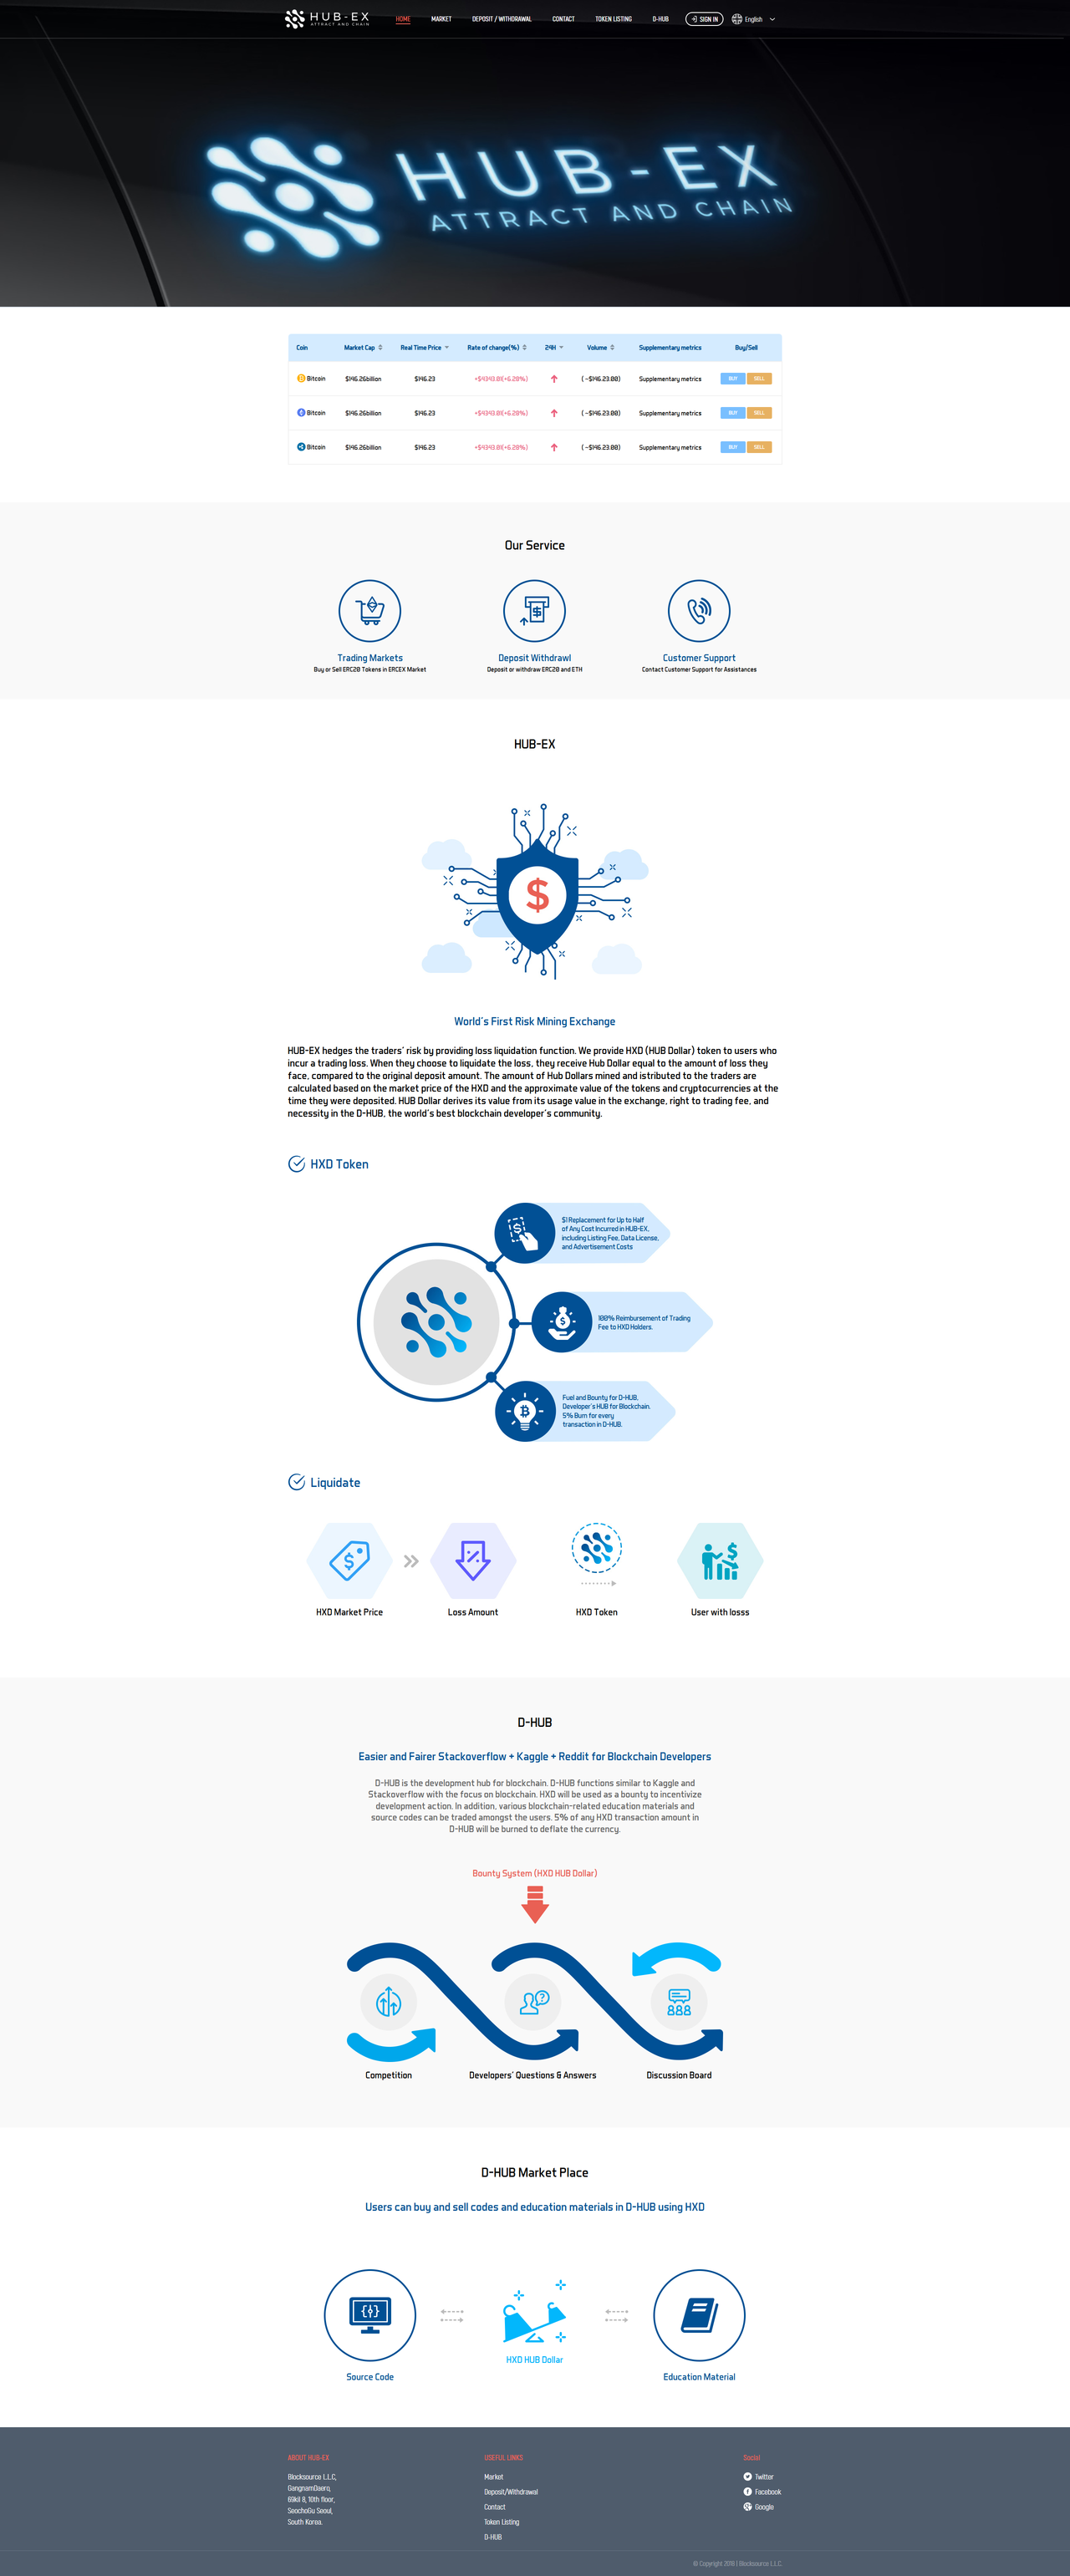 HUB-EX
ATTRACT AND CHAIN
HOME
MARKET
DEPOSIT / WITHDRAWAL
CONTACT
TOKEN LISTING
D-HUB
SIGN IN
English
HUB-EX
ATTRACT AND CHAIN
Coin
Market Cap
Real Time Price
Rate of change(%)
24H
Volume
Supplementary metrics
Buy/Sell
Bitcoin
$146.26billion
$146.23
+$4343.81(+6.28%)
( -$146.23.00)
Supplementary metrics
BUY
SELL
Bitcoin
$146.26billion
$146.23
+$4343.81(+6.28%)
( -$146.23.00)
Supplementary metrics
BUY
SELL
Bitcoin
$146.26billion
$146.23
+$4343.81(+6.28%)
( -$146.23.00)
Supplementary metrics
BUY
SELL
Our Service
Trading Markets
Buy or Sell ERC20 Tokens in ERCEX Market
Deposit Withdrawl
Deposit or withdraw ERC20 and ETH
Customer Support
Contact Customer Support for Assistances
HUB-EX
$
World's First Risk Mining Exchange
HUB-EX hedges the traders' risk by providing loss liquidation function. We provide HXD (HUB Dollar) token to users who
incur a trading loss. When they choose to liquidate the loss, they receive Hub Dollar equal to the amount of loss they
face, compared to the original deposit amount. The amount of Hub Dollars mined and istributed to the traders are
calculated based on the market price of the HXD and the approximate value of the tokens and cryptocurrencies at the
time they were deposited. HUB Dollar derives its value from its usage value in the exchange, right to trading fee, and
necessity in the D-HUB, the world's best blockchain developer's community.
HXD Token
$1 Replacement for Up to Half
of Any Cost Incurred in HUB-EX,
including Listing Fee, Data License,
and Advertisement Costs
100% Reimbursement of Trading
Fee to HXD Holders.
Fuel and Bounty for D-HUB,
Developer's HUB for Blockchain.
5% Burn for every
transaction in D-HUB.
Liquidate
HXD Market Price
Loss Amount
HXD Token
User with losss
D-HUB
Easier and Fairer Stackoverflow + Kaggle + Reddit for Blockchain Developers
D-HUB is the development hub for blockchain. D-HUB functions similar to Kaggle and
Stackoverflow with the focus on blockchain. HXD will be used as a bounty to incentivize
development action. In addition, various blockchain-related education materials and
source codes can be traded amongst the users. 5% of any HXD transaction amount in
D-HUB will be burned to deflate the currency.
Bounty System (HXD HUB Dollar)
Competition
Developers' Questions & Answers
Discussion Board
D-HUB Market Place
Users can buy and sell codes and education materials in D-HUB using HXD
Source Code
HXD HUB Dollar
Education Material
ABOUT HUB-EX
Blocksource L.L.C,
GangnamDaero,
69kil 8, 10th floor,
SeochoGu Seoul,
South Korea.
USEFUL LINKS
Market
Deposit/Withdrawal
Contact
Token Listing
D-HUB
Social
Twitter
Facebook
Google
© Copyright 2018 | Blocksource L.L.C.